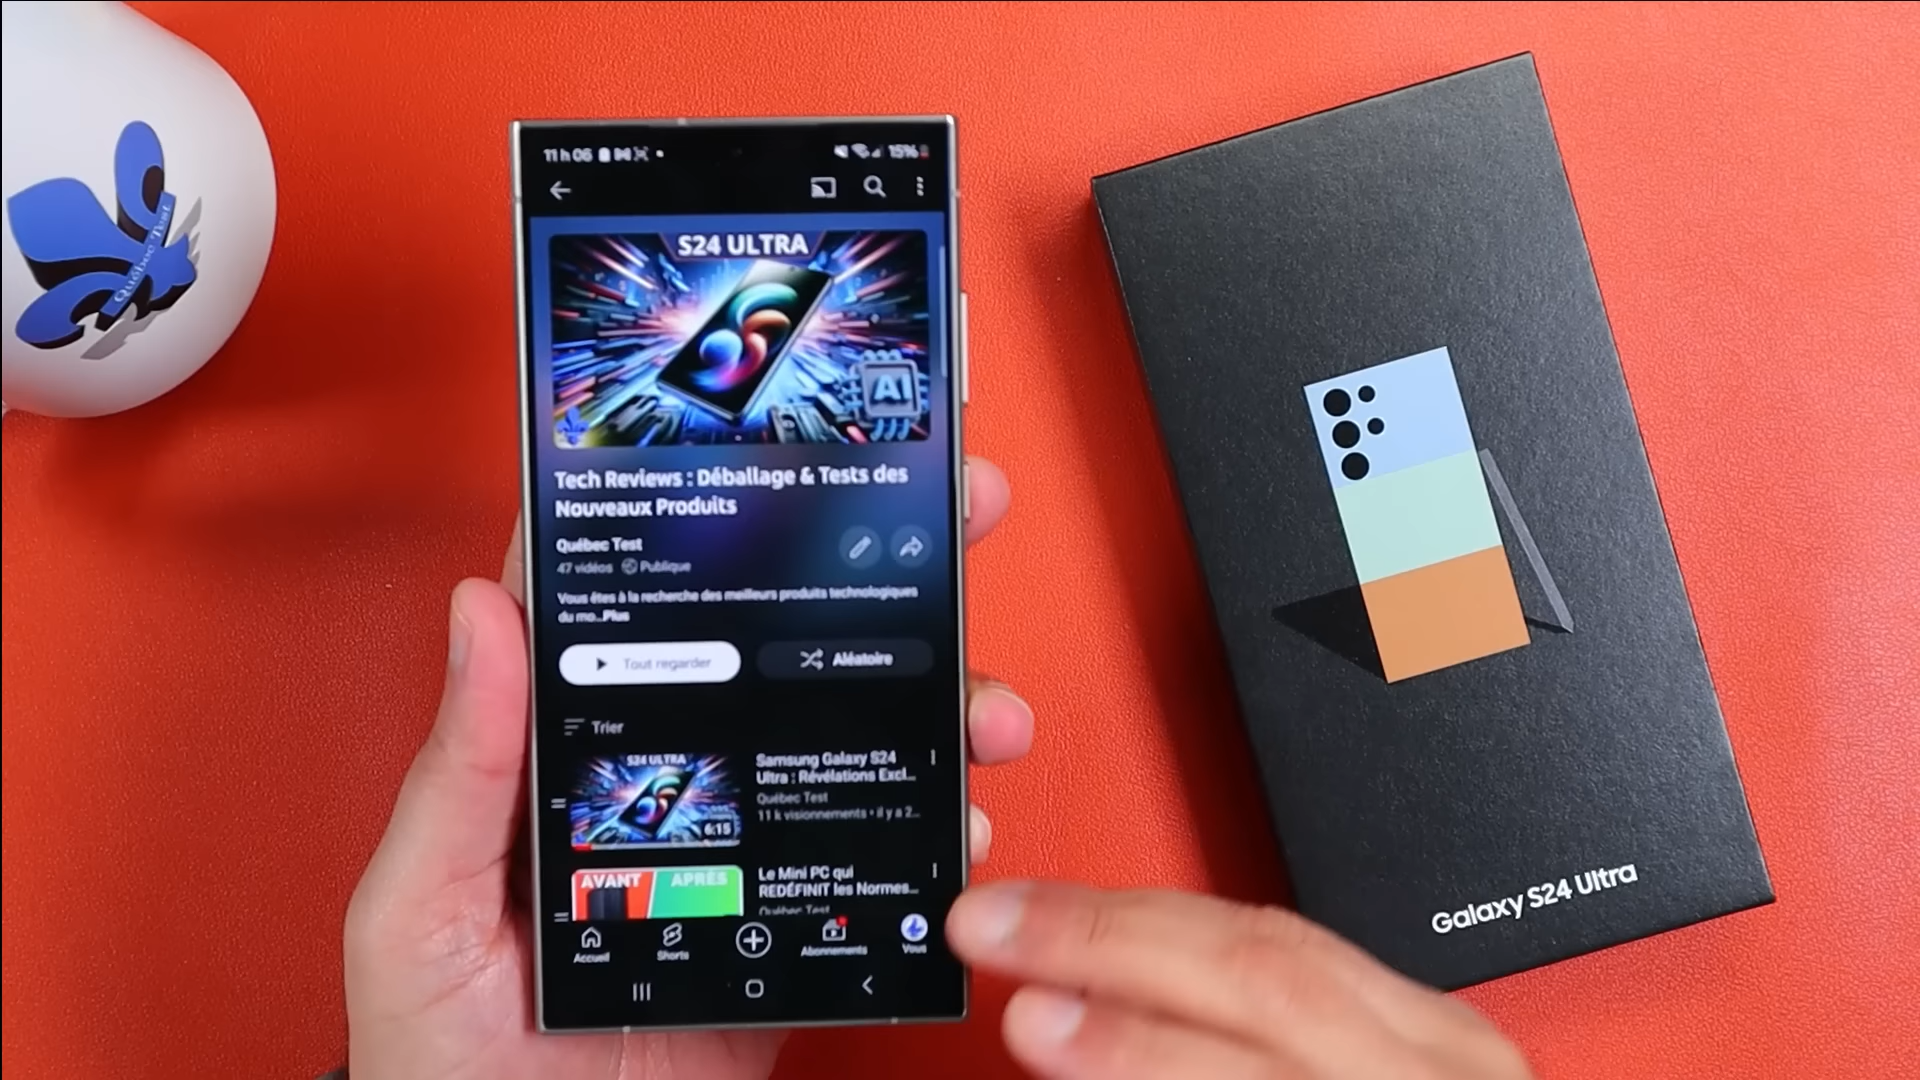 Québec Test
11 h 06
15%
S24 ULTRA
AI
Tech Reviews : Déballage & Tests des
Nouveaux Produits
Québec Test
47 vidéos Publique
Vous êtes à la recherche des meilleurs produits technologiques
du mo...Plus
Tout regarder
Aléatoire
Trier
S24 ULTRA
6:15
Samsung Galaxy S24
Ultra : Révélations Excl...
Québec Test
11 k visionnements • il y a 2...
AVANT APRÈS
Le Mini PC qui
REDÉFINIT les Normes...
Québec Test
Accueil
Shorts
Abonnements
Vous
Galaxy S24 Ultra